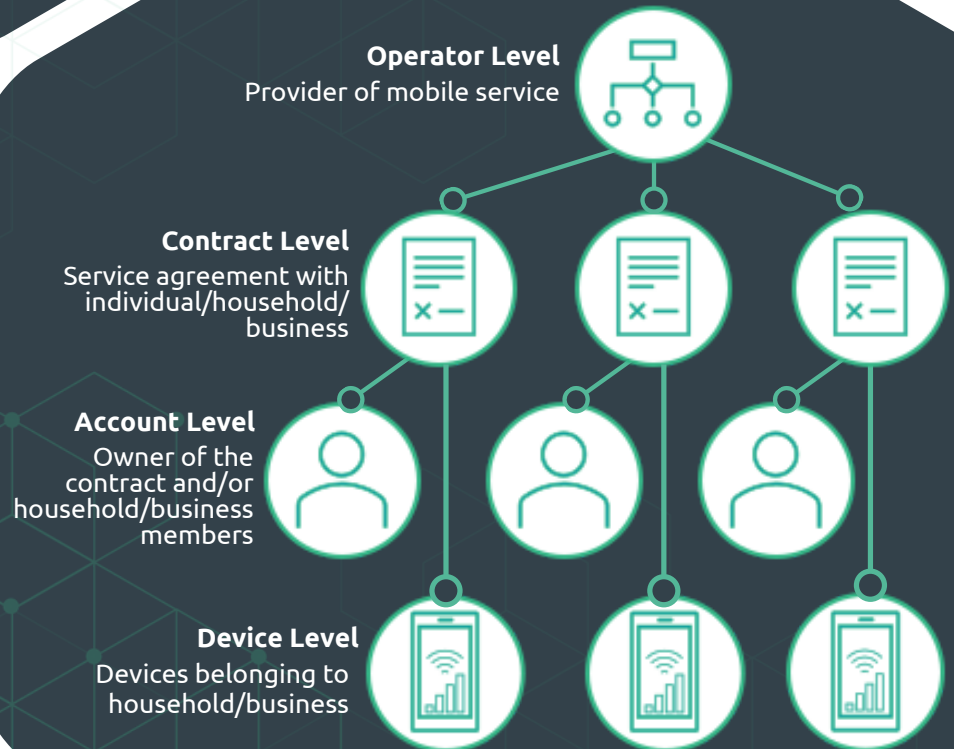 Operator Level
Provider of mobile service
Contract Level
Service agreement with
individual/household/
business
Account Level
Owner of the
contract and/or
household/business
members
Device Level
Devices belonging to
household/business